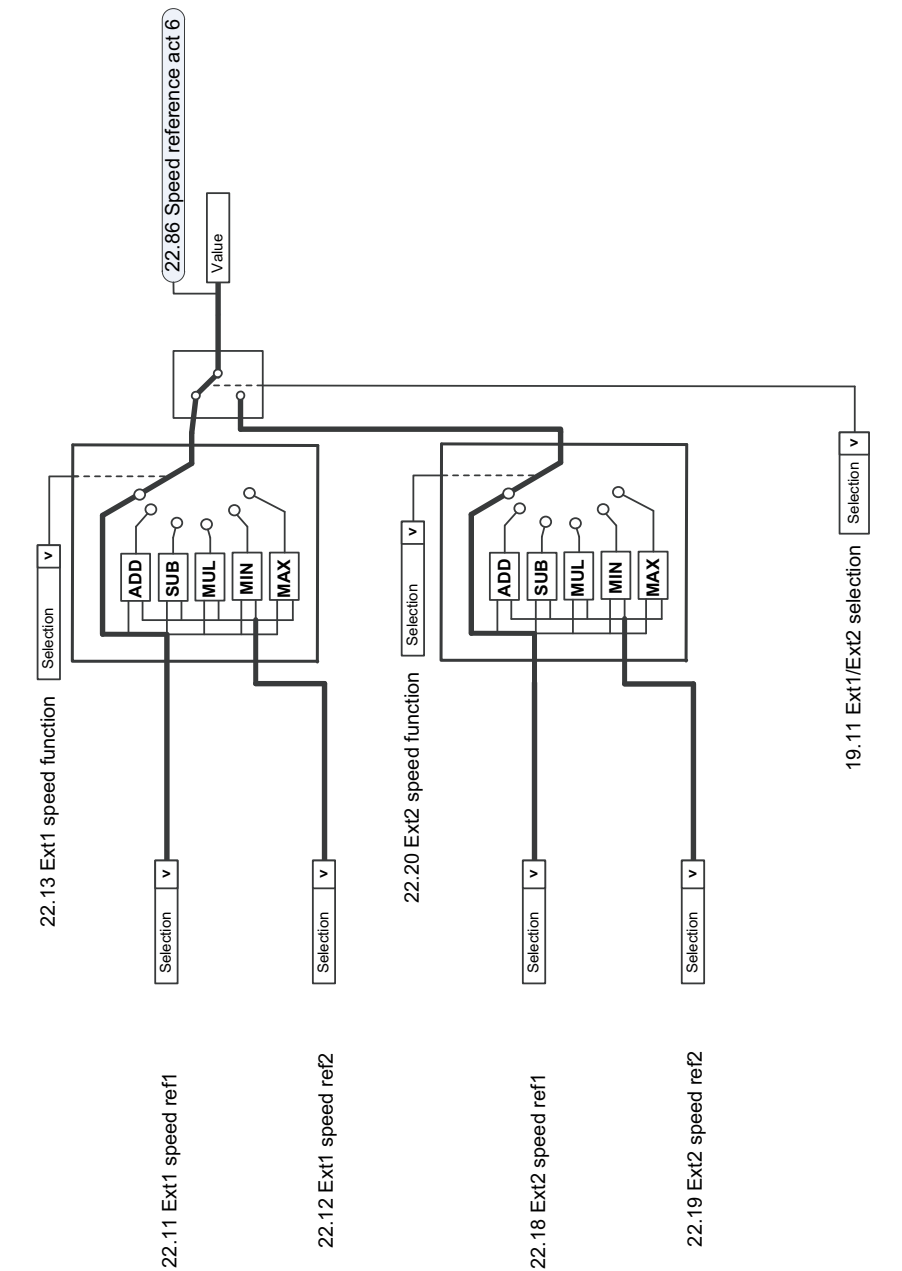 22.13 Ext1 speed function
Selection
v
22.86 Speed reference act 6
Value
22.11 Ext1 speed ref1
Selection
v
ADD
SUB
MUL
MIN
MAX
22.12 Ext1 speed ref2
Selection
v
22.20 Ext2 speed function
Selection
v
22.18 Ext2 speed ref1
Selection
v
ADD
SUB
MUL
MIN
MAX
22.19 Ext2 speed ref2
Selection
v
19.11 Ext1/Ext2 selection
Selection
v